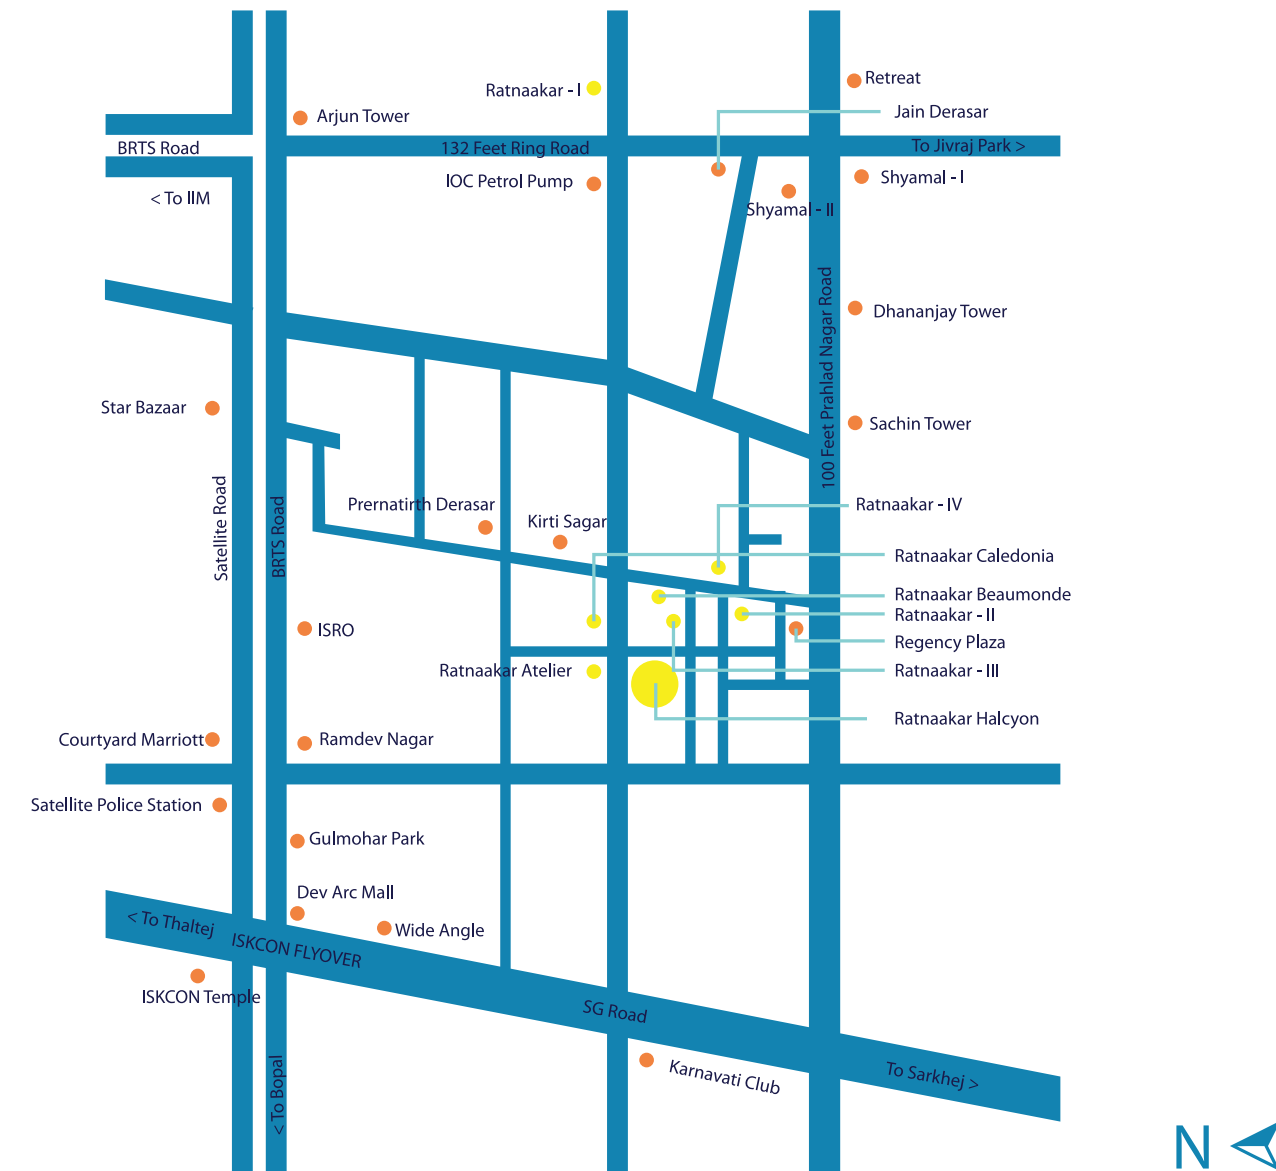 Retreat
Ratnaakar - I
Jain Derasar
Arjun Tower
BRTS Road
132 Feet Ring Road
To Jivraj Park >
IOC Petrol Pump
Shyamal - I
< To IIM
Shyamal - II
Dhananjay Tower
100 Feet Prahlad Nagar Road
Star Bazaar
Sachin Tower
Satellite Road
BRTS Road
Prernatirth Derasar
Kirti Sagar
Ratnaakar - IV
Ratnaakar Caledonia
Ratnaakar Beaumonde
Ratnaakar - II
ISRO
Regency Plaza
Ratnaakar Atelier
Ratnaakar - III
Ratnaakar Halcyon
Courtyard Marriott
Ramdev Nagar
Satellite Police Station
Gulmohar Park
Dev Arc Mall
< To Thaltej
ISKCON FLYOVER
Wide Angle
ISKCON Temple
SG Road
Karnavati Club
To Sarkhej >
< To Bopal
N